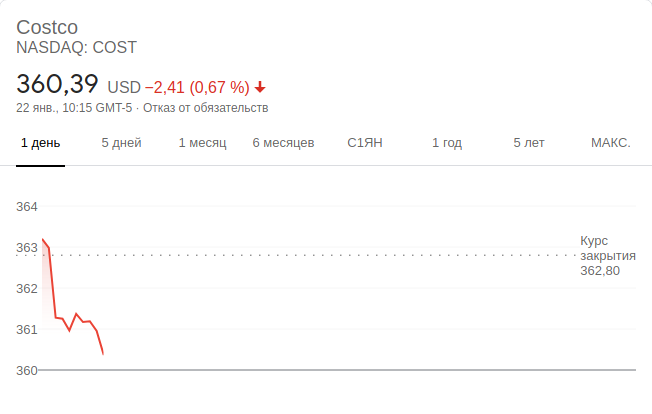 Costco
NASDAQ: COST
360,39 USD −2,41 (0,67 %)
22 янв., 10:15 GMT-5 · Отказ от обязательств
1 день 5 дней 1 месяц 6 месяцев С1ЯН 1 год 5 лет МАКС.
364
363
362
361
360
Курс
закрытия
362,80